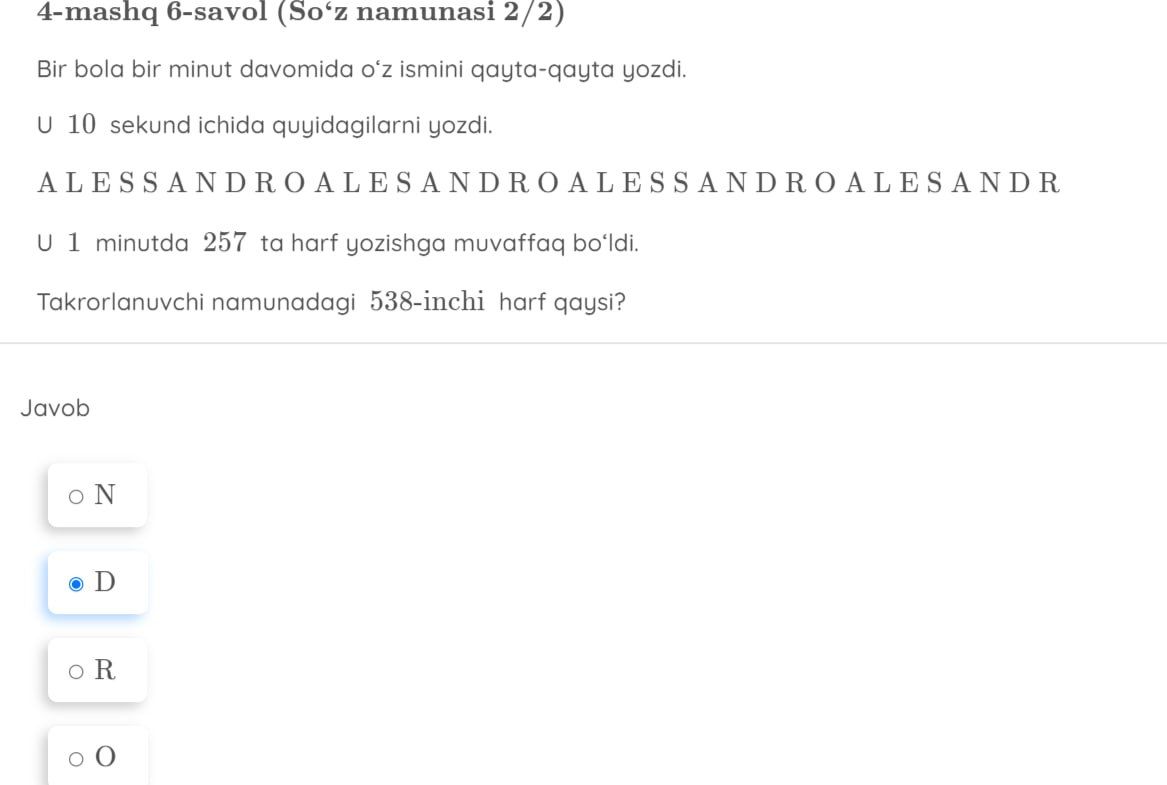 4-mashq 6-savol (So‘z namunasi 2/2)
Bir bola bir minut davomida o‘z ismini qayta-qayta yozdi.
U 10 sekund ichida quyidagilarni yozdi.
A L E S S A N D R O A L E S A N D R O A L E S S A N D R O A L E S A N D R
U 1 minutda 257 ta harf yozishga muvaffaq bo‘ldi.
Takrorlanuvchi namunadagi 538-inchi harf qaysi?
Javob
N
D
R
O